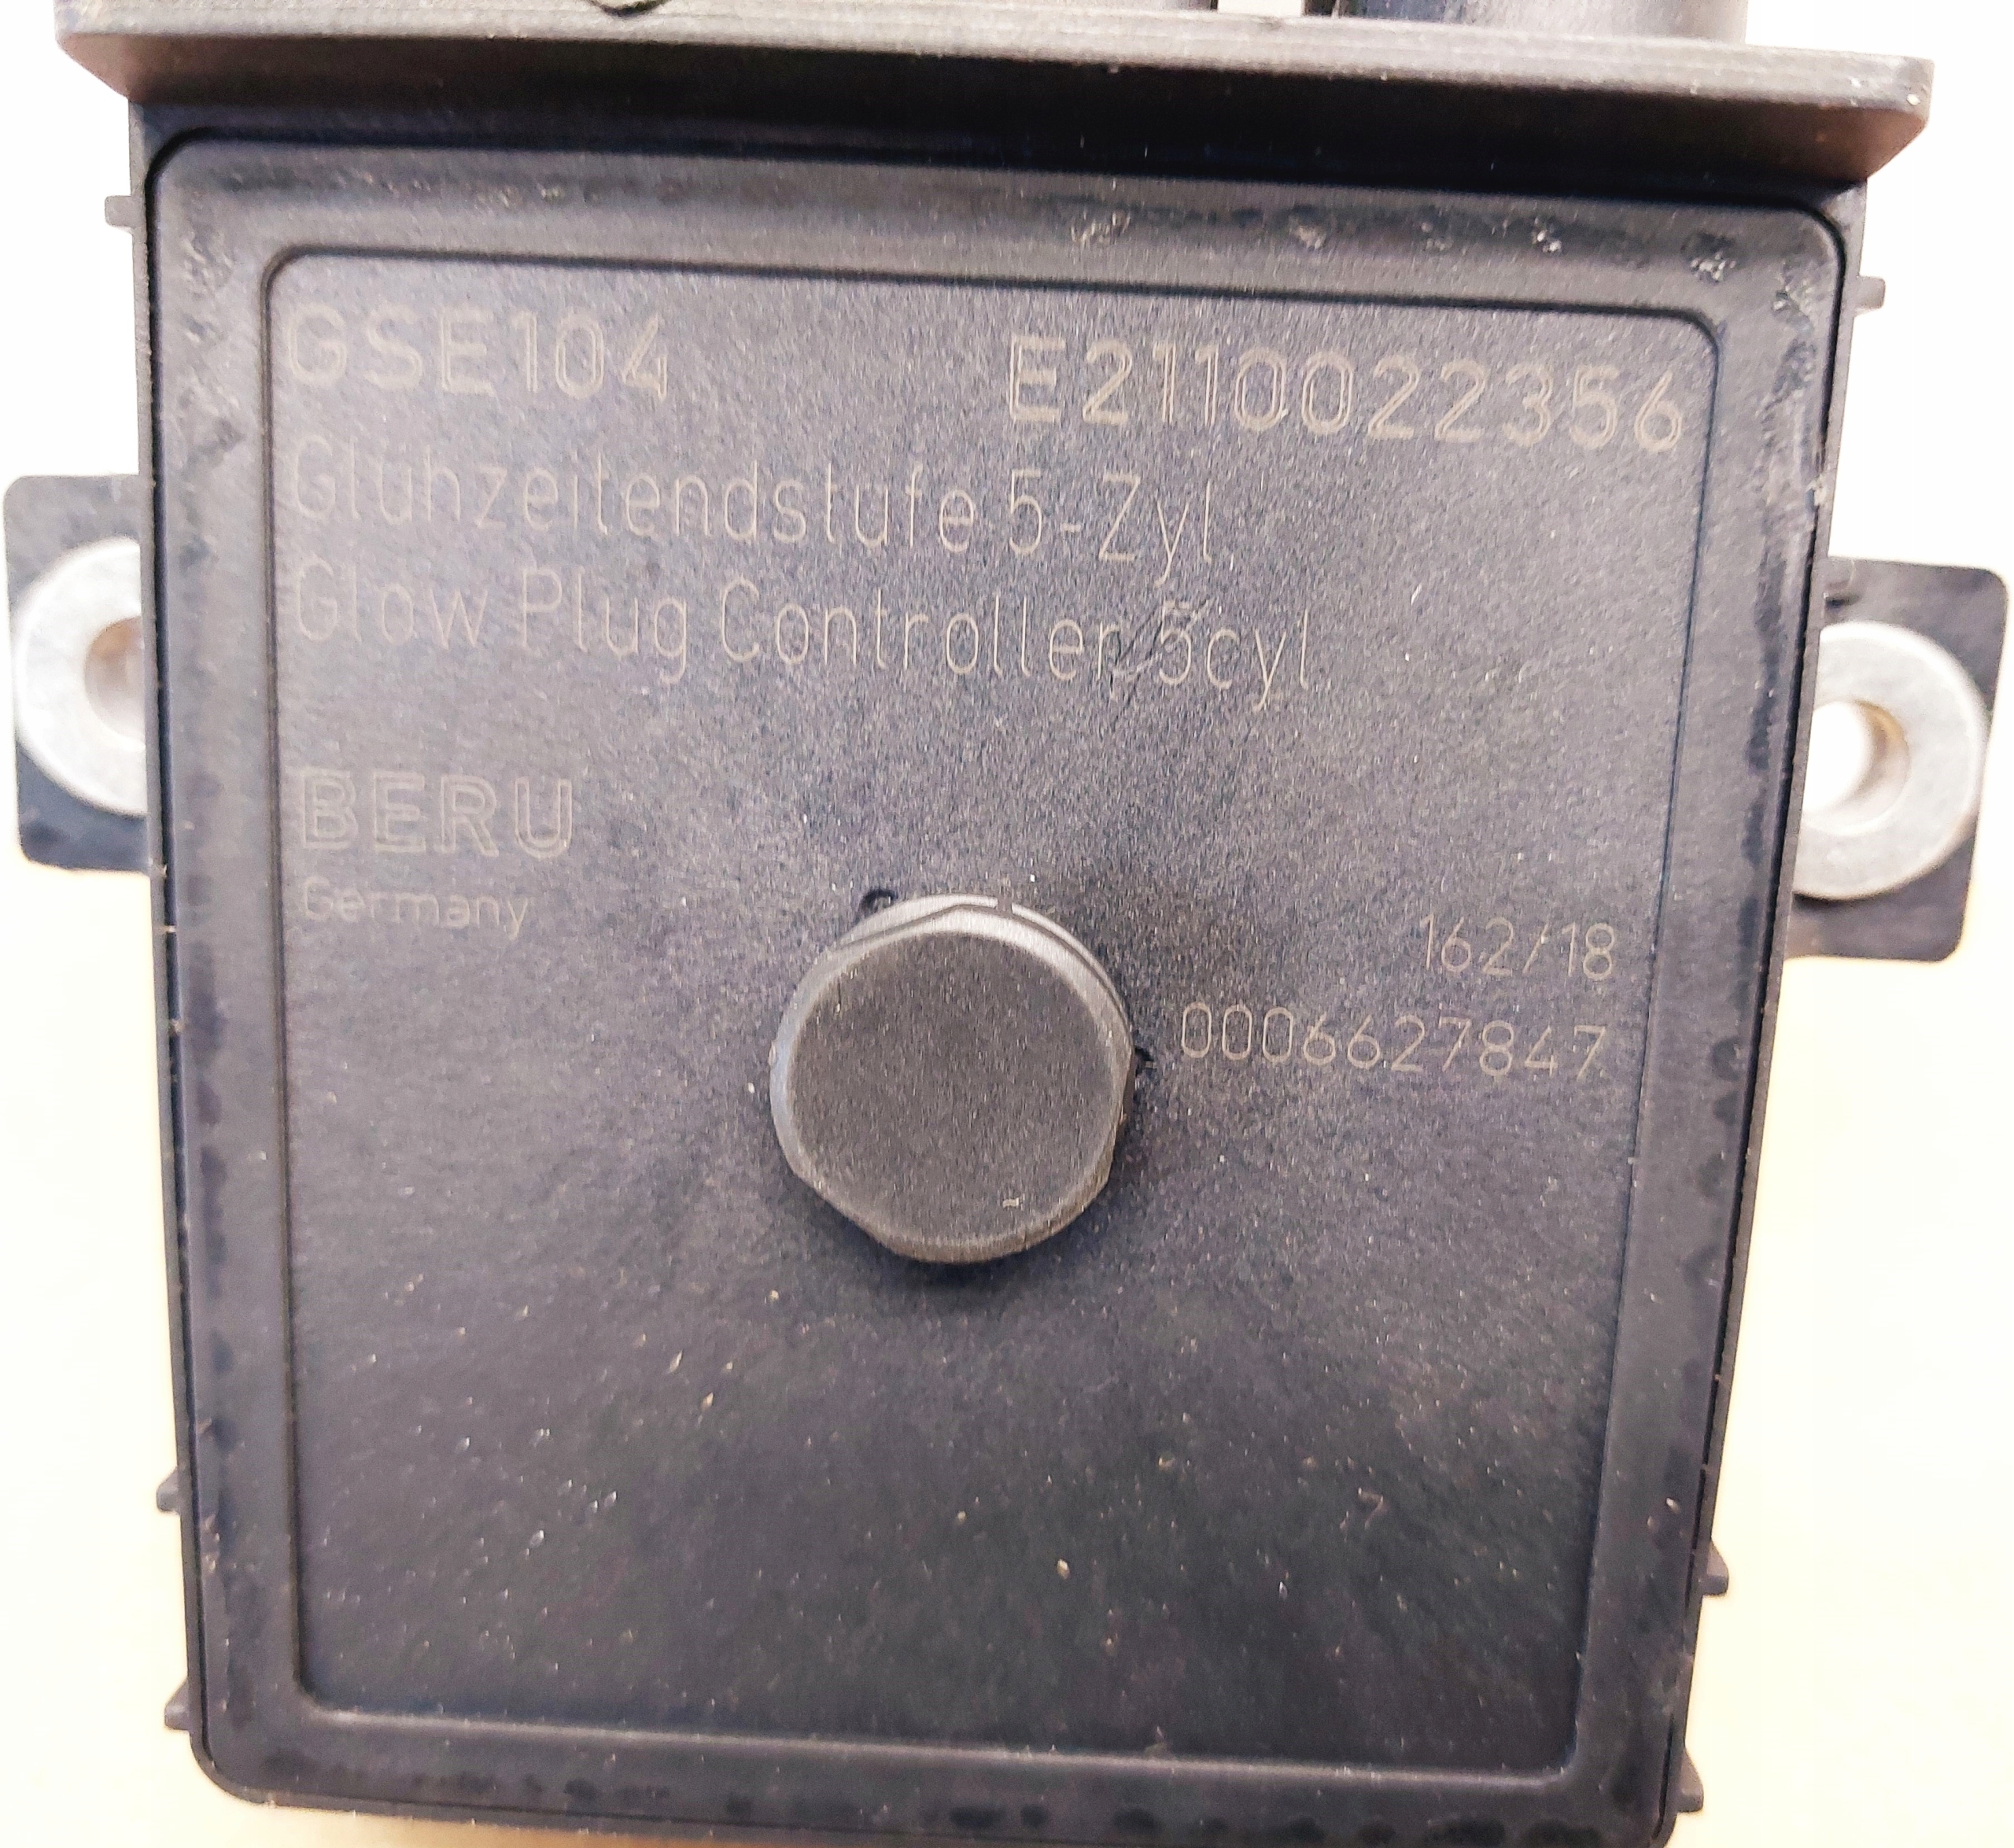 GSE104 E2110022356
Glühzeitendstufe 5-Zyl
Glow Plug Controller 5cyl
BERU
Germany
162/18
0006627847